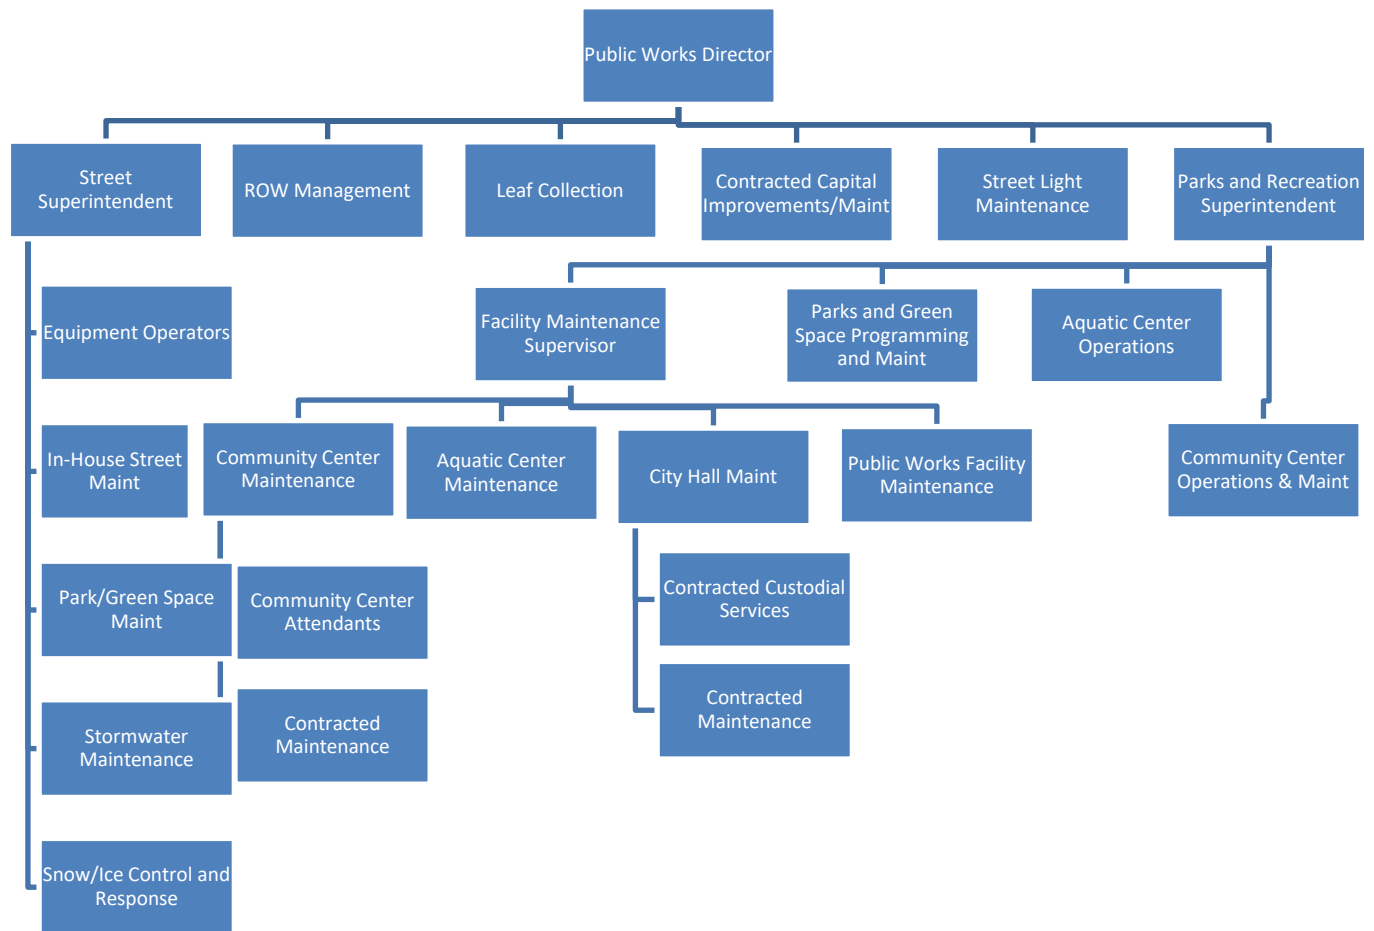 Public Works Director
Street
Superintendent
ROW Management
Leaf Collection
Contracted Capital
Improvements/Maint
Street Light
Maintenance
Parks and Recreation
Superintendent
Equipment Operators
Facility Maintenance
Supervisor
Parks and Green
Space Programming
and Maint
Aquatic Center
Operations
In-House Street
Maint
Community Center
Maintenance
Aquatic Center
Maintenance
City Hall Maint
Public Works Facility
Maintenance
Community Center
Operations & Maint
Park/Green Space
Maint
Community Center
Attendants
Contracted Custodial
Services
Stormwater
Maintenance
Contracted
Maintenance
Contracted
Maintenance
Snow/Ice Control and
Response